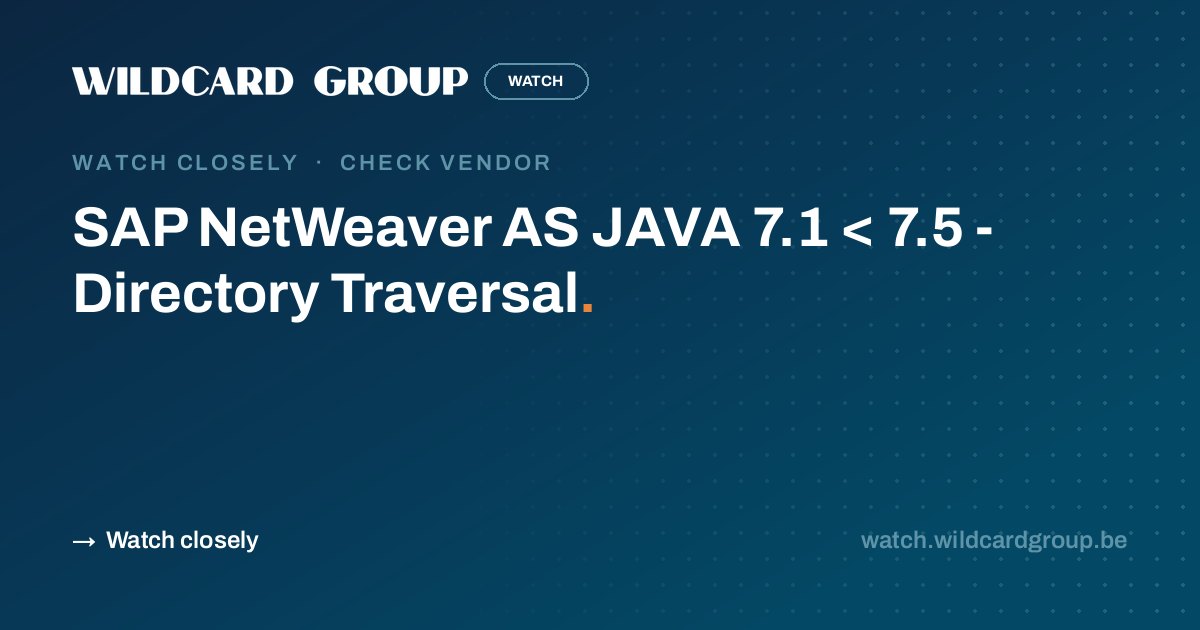 WILDCARD GROUP WATCH
WATCH CLOSELY · CHECK VENDOR
SAP NetWeaver AS JAVA 7.1 < 7.5 -
Directory Traversal.
→ Watch closely
watch.wildcardgroup.be